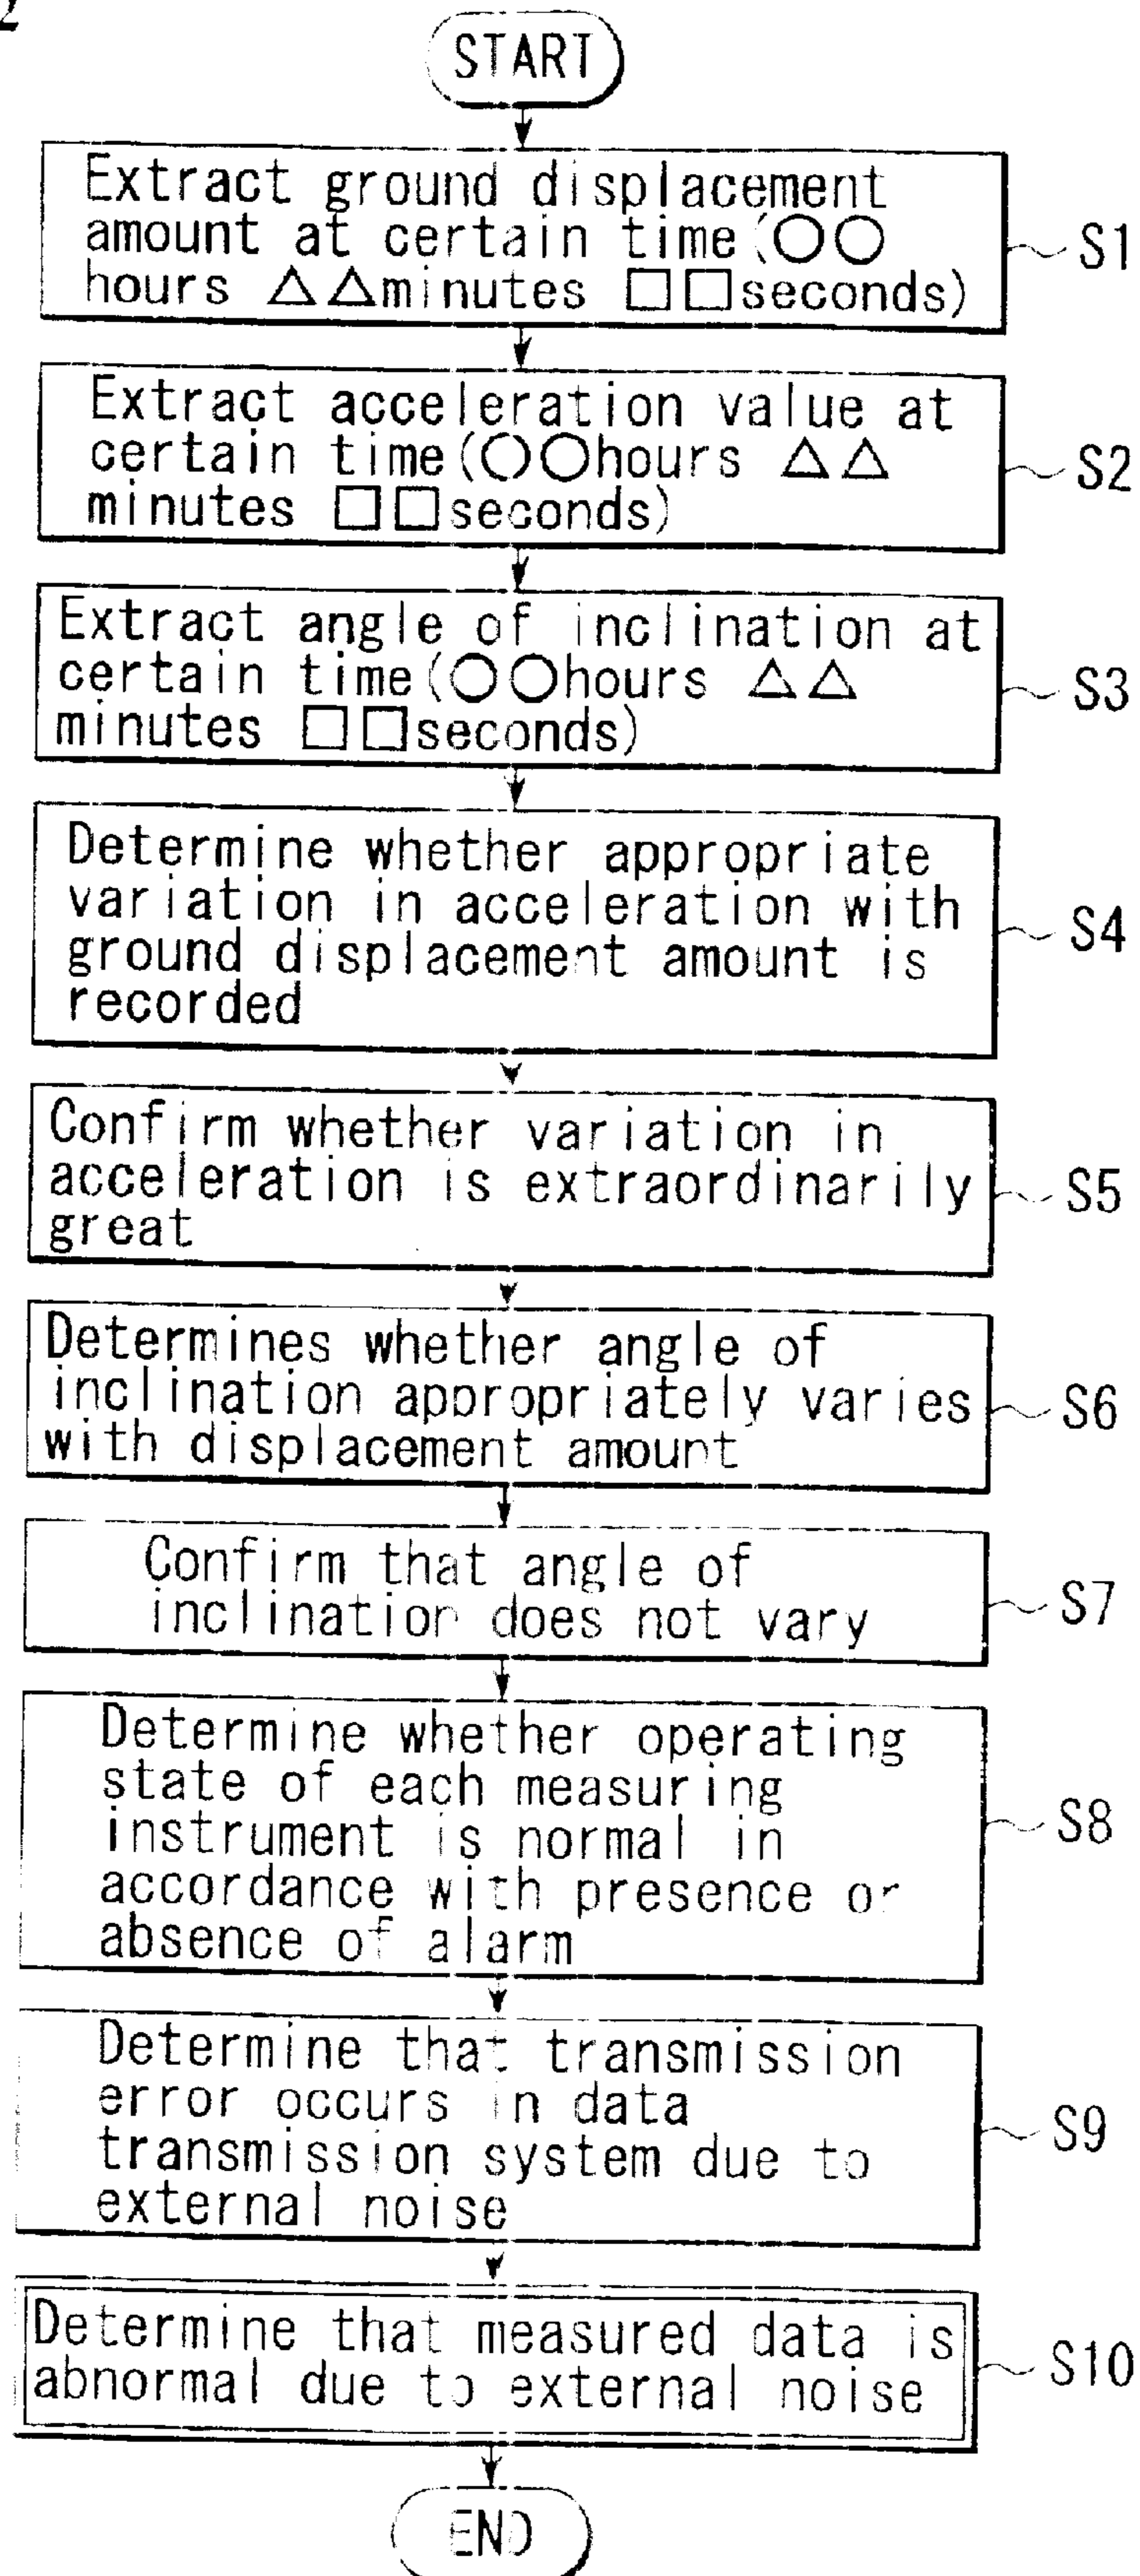 2
START
Extract ground displacement
amount at certain time(○○
hours △△minutes □□seconds)
S1
Extract acceleration value at
certain time(○○hours △△
minutes □□seconds)
S2
Extract angle of inclination at
certain time(○○hours △△
minutes □□seconds)
S3
Determine whether appropriate
variation in acceleration with
ground displacement amount is
recorded
S4
Confirm whether variation in
acceleration is extraordinarily
great
S5
Determines whether angle of
inclination appropriately varies
with displacement amount
S6
Confirm that angle of
inclination does not vary
S7
Determine whether operating
state of each measuring
instrument is normal in
accordance with presence or
absence of alarm
S8
Determine that transmission
error occurs in data
transmission system due to
external noise
S9
Determine that measured data is
abnormal due to external noise
S10
END